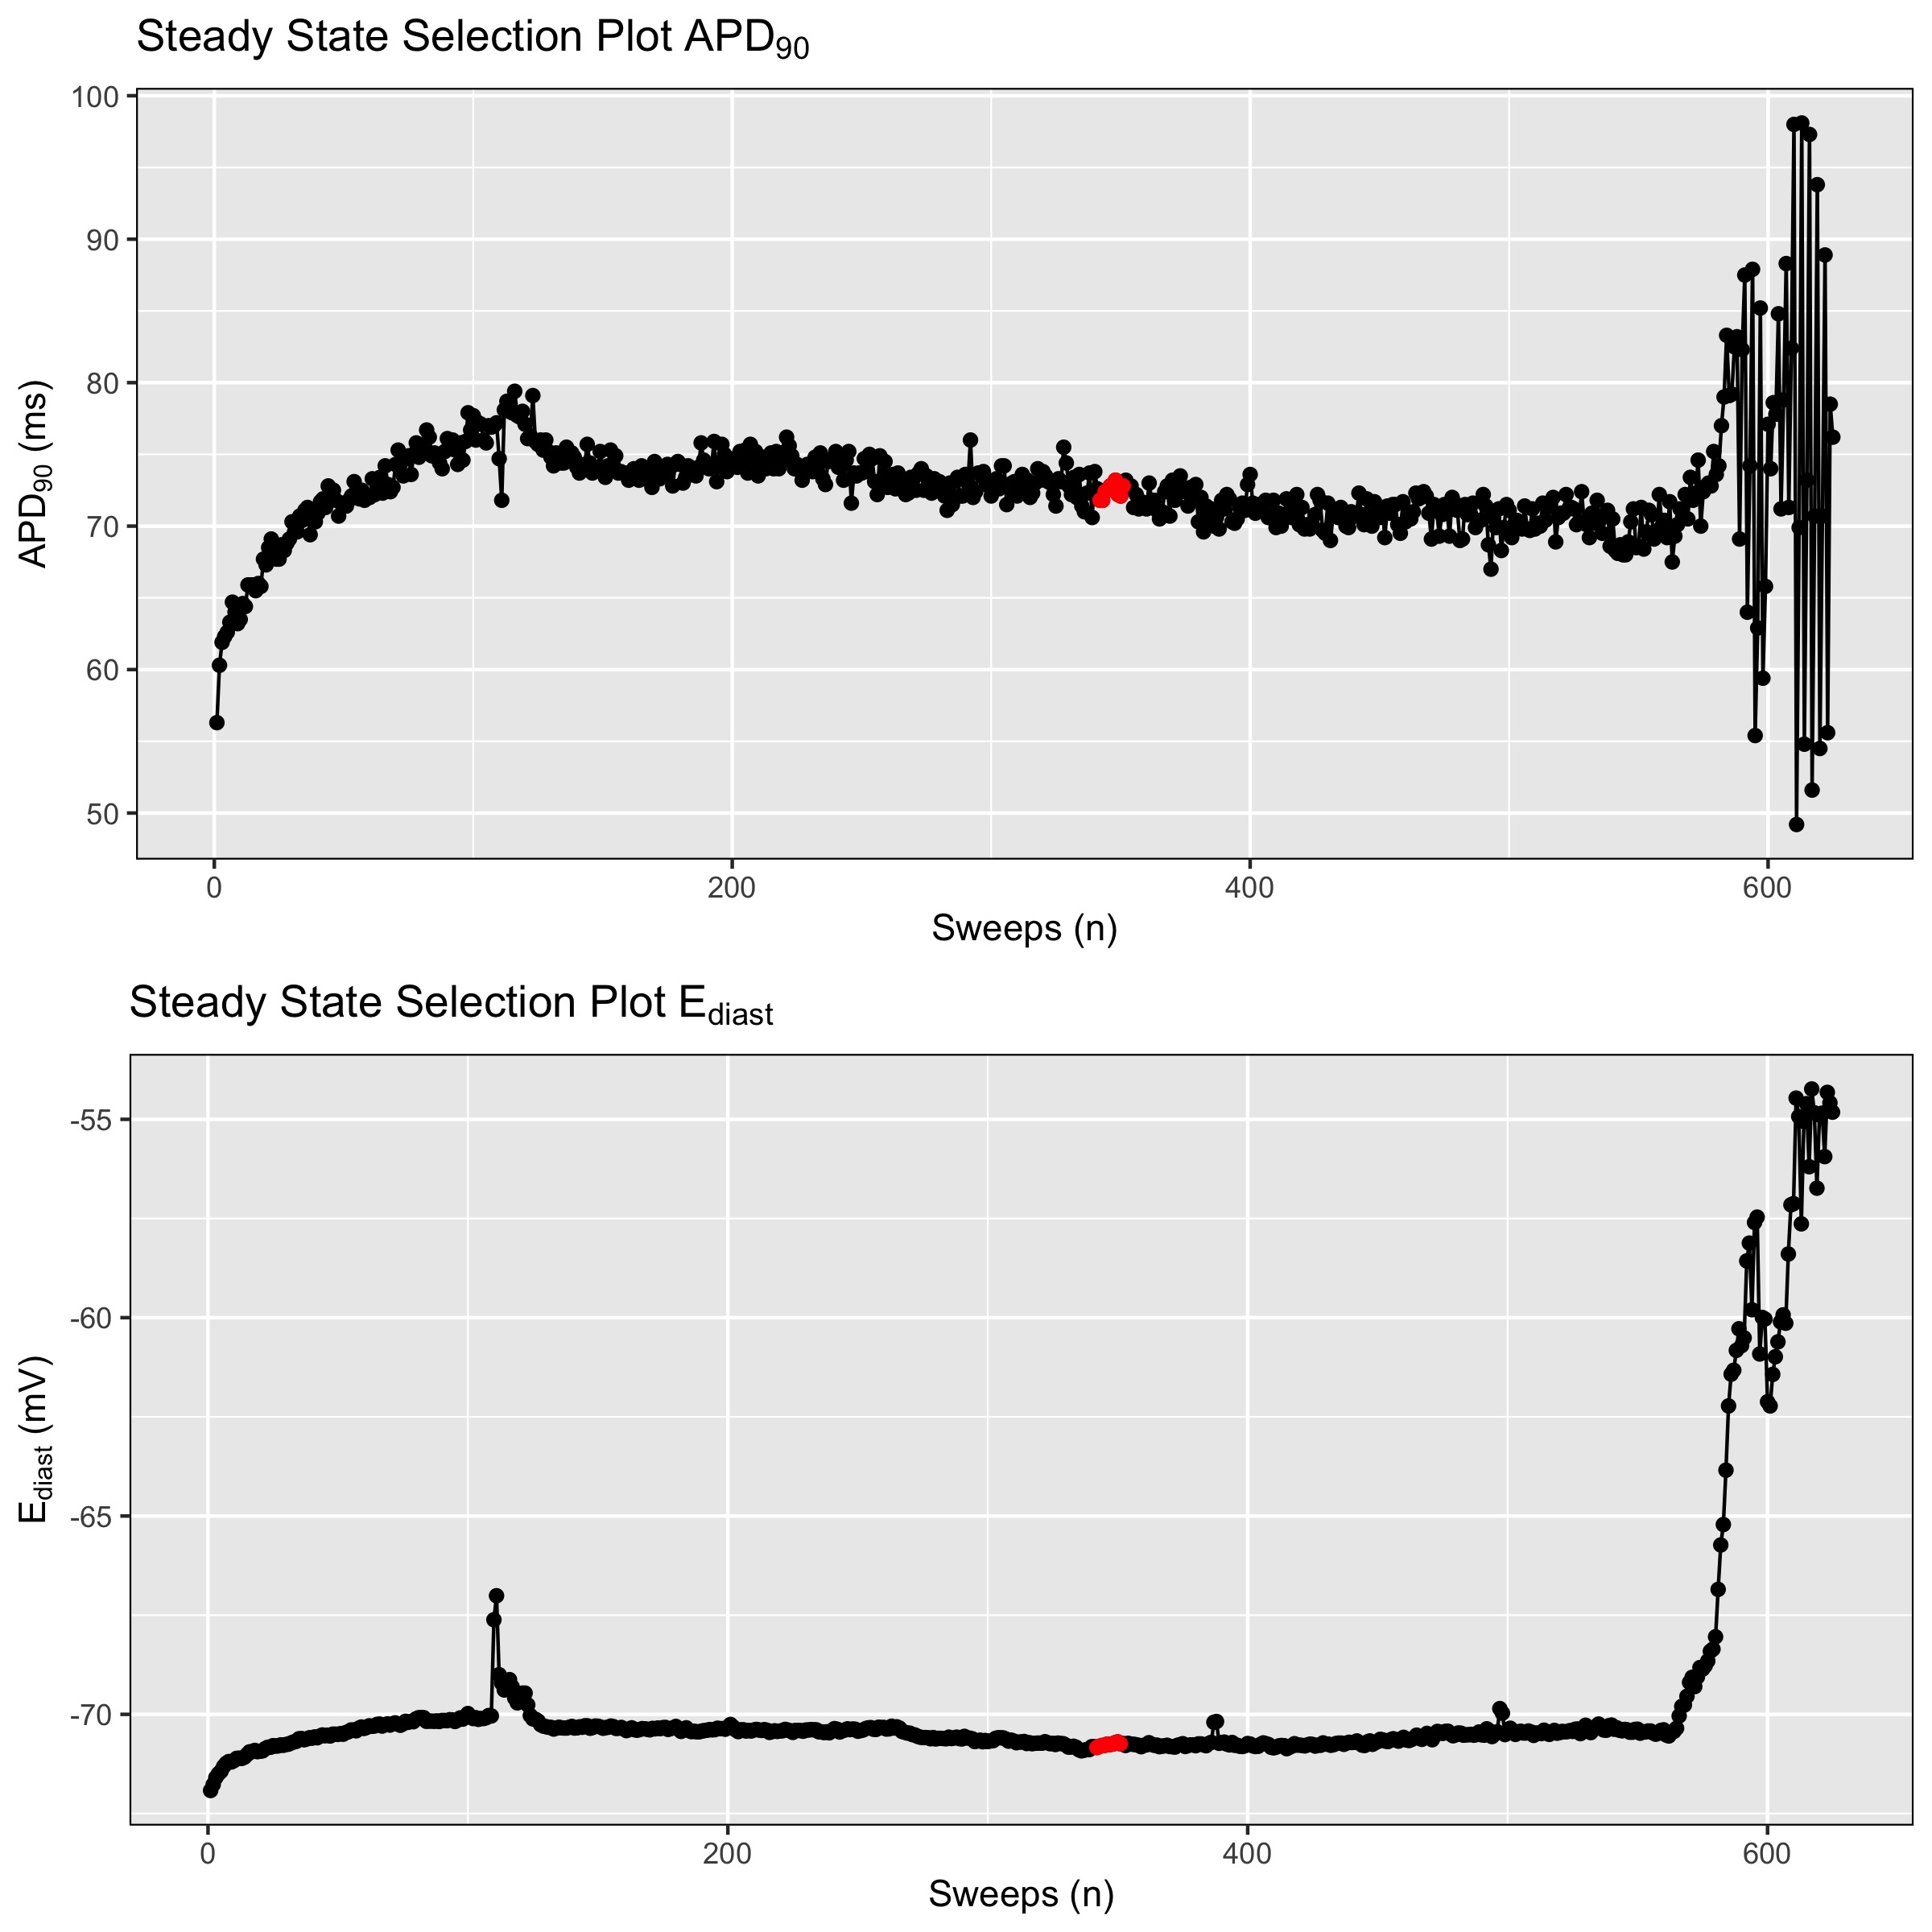 Steady State Selection Plot APD90
100
90
80
70
60
50
APD90 (ms)
0 200 400 600
Sweeps (n)
Steady State Selection Plot Ediast
-55
-60
-65
-70
Ediast (mV)
0 200 400 600
Sweeps (n)